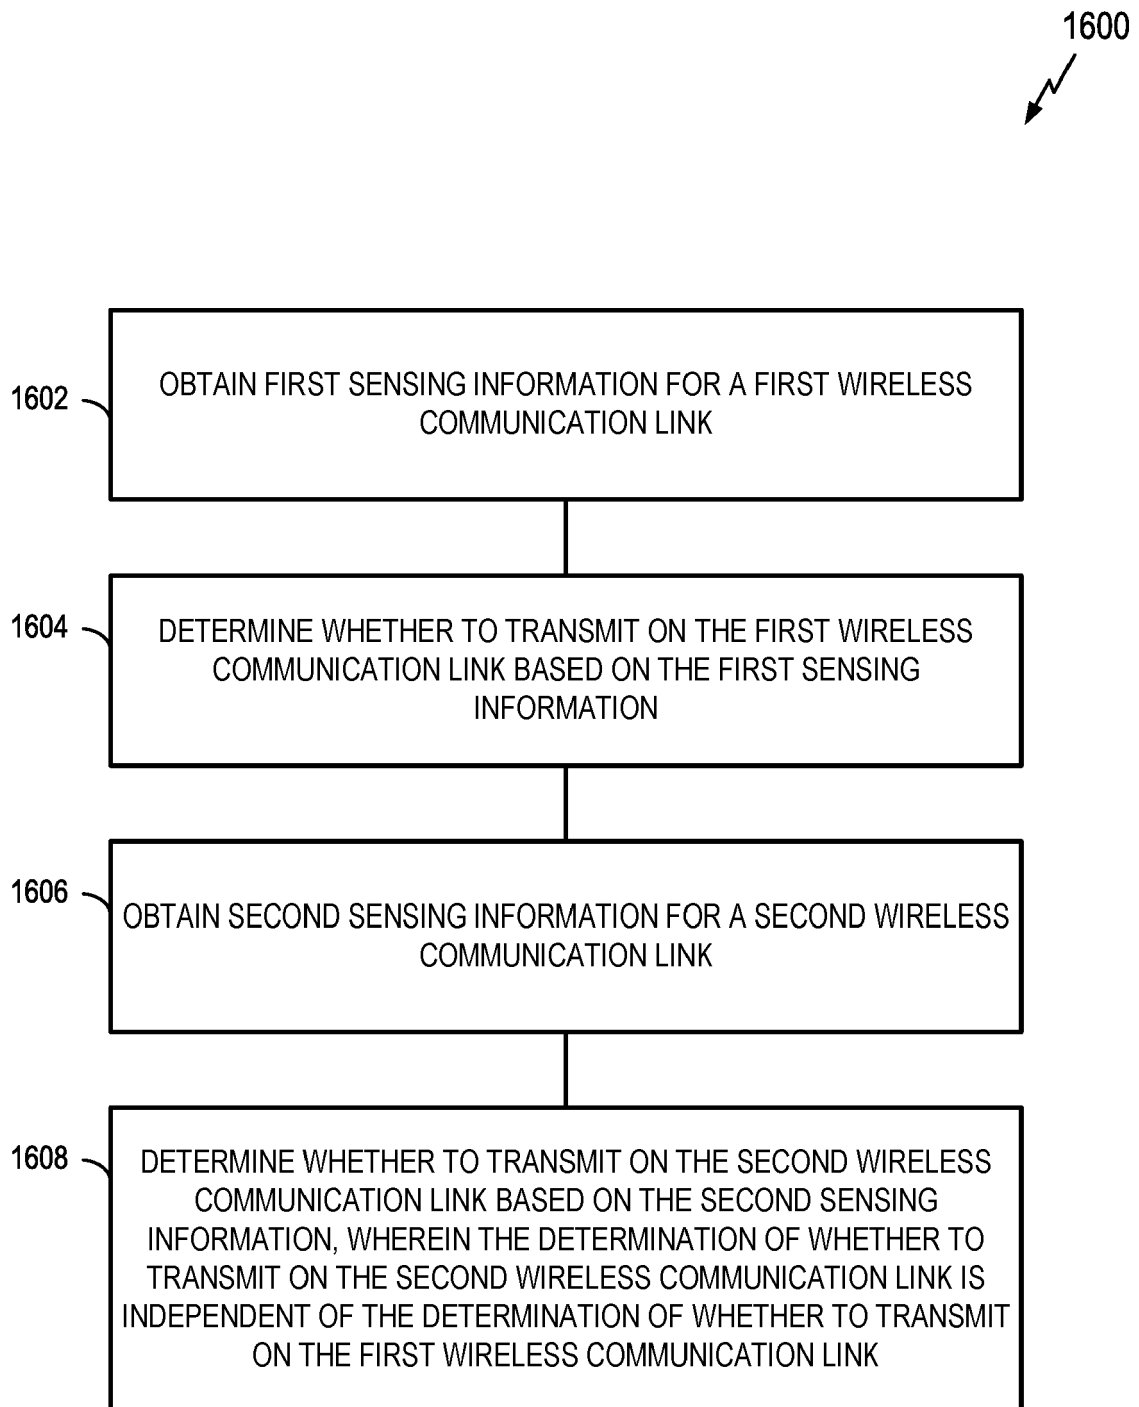 1600
1602
OBTAIN FIRST SENSING INFORMATION FOR A FIRST WIRELESS
COMMUNICATION LINK
1604
DETERMINE WHETHER TO TRANSMIT ON THE FIRST WIRELESS
COMMUNICATION LINK BASED ON THE FIRST SENSING
INFORMATION
1606
OBTAIN SECOND SENSING INFORMATION FOR A SECOND WIRELESS
COMMUNICATION LINK
1608
DETERMINE WHETHER TO TRANSMIT ON THE SECOND WIRELESS
COMMUNICATION LINK BASED ON THE SECOND SENSING
INFORMATION, WHEREIN THE DETERMINATION OF WHETHER TO
TRANSMIT ON THE SECOND WIRELESS COMMUNICATION LINK IS
INDEPENDENT OF THE DETERMINATION OF WHETHER TO TRANSMIT
ON THE FIRST WIRELESS COMMUNICATION LINK